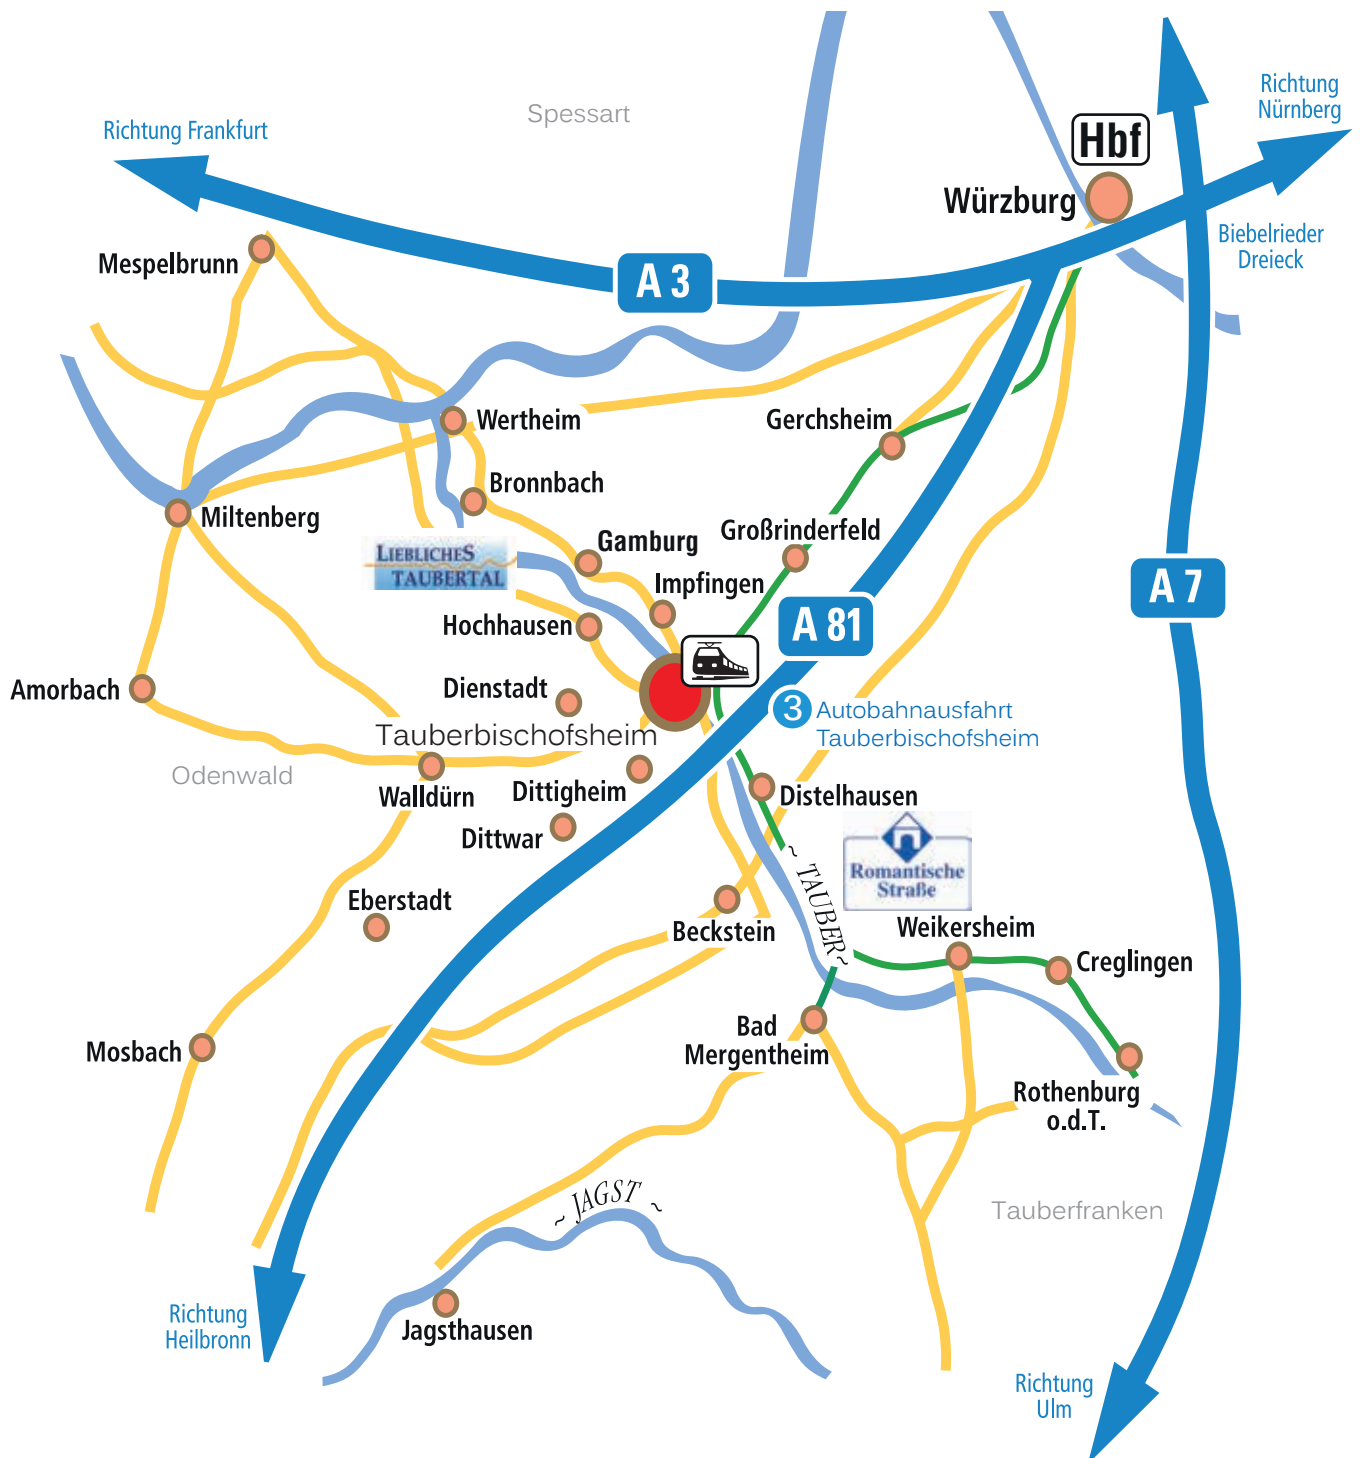 Spessart
Richtung
Nürnberg
Richtung Frankfurt
Hbf
Würzburg
Biebelrieder
Dreieck
Mespelbrunn
A 3
Wertheim
Gerchsheim
Bronnbach
Miltenberg
Großrinderfeld
Gamburg
LIEBLICHES
TAUBERTAL
Impfingen
A 7
Hochhausen
A 81
Amorbach
Dienstadt
3
Autobahnausfahrt
Tauberbischofsheim
Tauberbischofsheim
Odenwald
Walldürn
Dittigheim
Distelhausen
Dittwar
~ TAUBER ~
Romantische
Straße
Eberstadt
Beckstein
Weikersheim
Creglingen
Mosbach
Bad
Mergentheim
Rothenburg
o.d.T.
~ JAGST ~
Tauberfranken
Richtung
Heilbronn
Jagsthausen
Richtung
Ulm